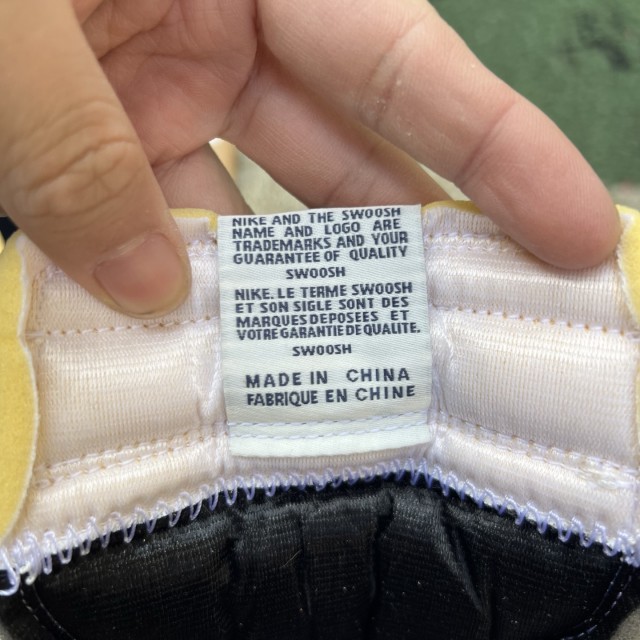 NIKE AND THE SWOOSH
NAME AND LOGO ARE
TRADEMARKS AND YOUR
GUARANTEE OF QUALITY
SWOOSH
NIKE. LE TERME SWOOSH
ET SON SIGLE SONT DES
MARQUES DEPOSEES ET
VOTRE GARANTIE DE QUALITE.
SWOOSH
MADE IN CHINA
FABRIQUE EN CHINE